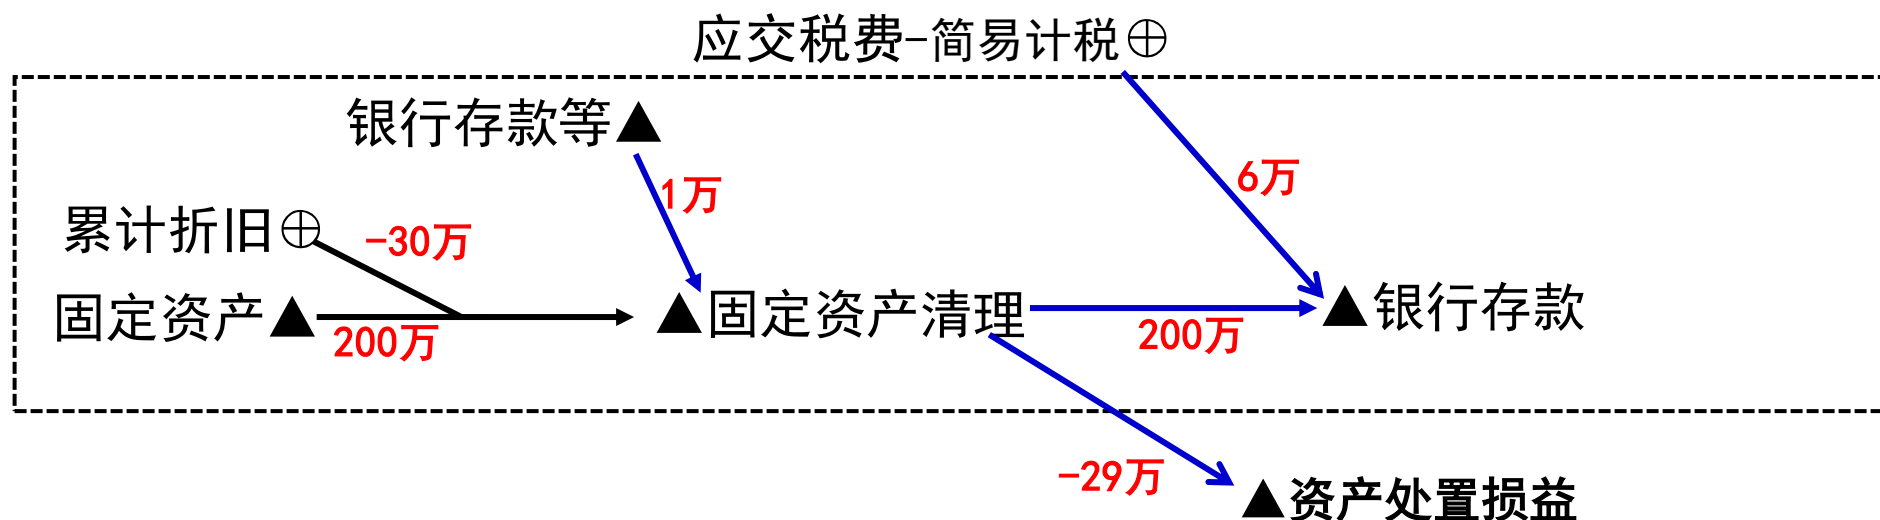 应交税费-简易计税⊕
银行存款等▲
1万
6万
累计折旧⊕
-30万
固定资产▲
200万
▲固定资产清理
200万
▲银行存款
-29万
▲资产处置损益